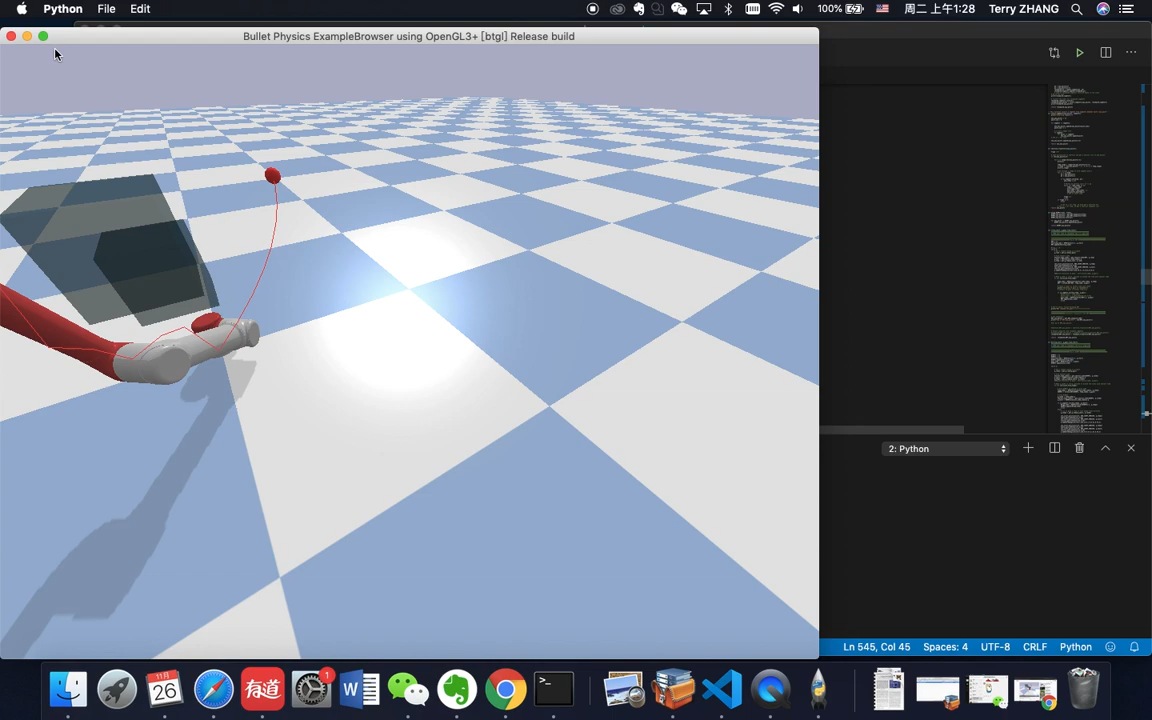 Python File Edit 100% 周二 上午1:28 Terry ZHANG
Bullet Physics ExampleBrowser using OpenGL3+ [btgl] Release build
2: Python
Ln 545, Col 45 Spaces: 4 UTF-8 CRLF Python
11月
26
有道
1
W
>_